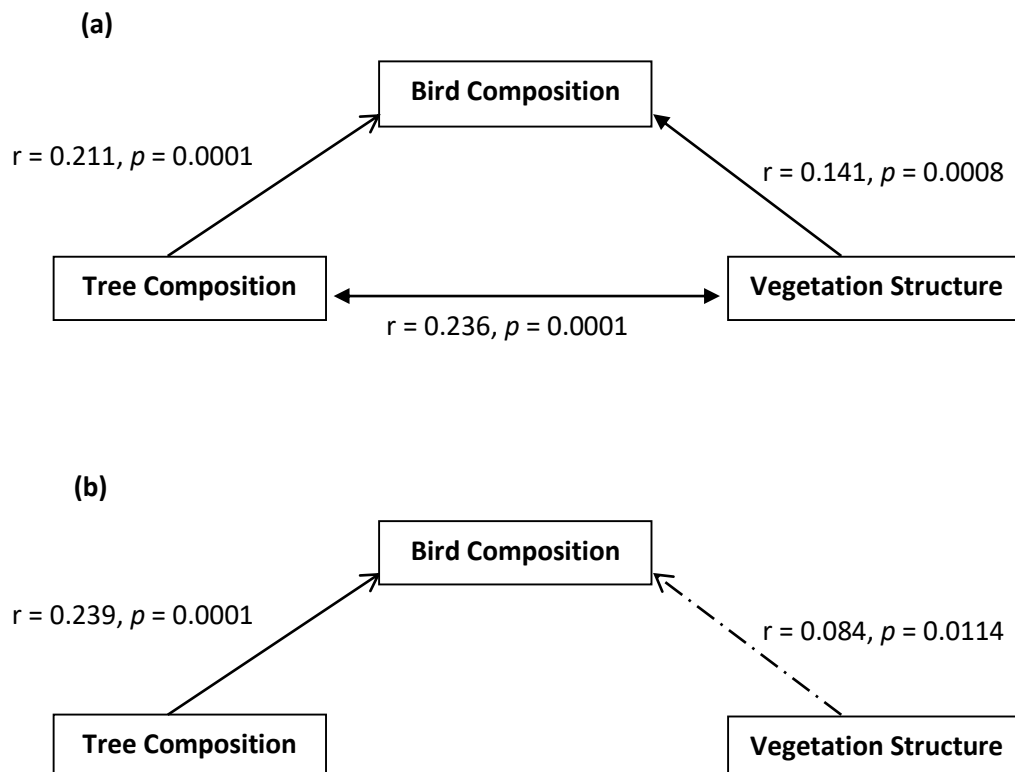 (a)
Bird Composition
r = 0.211, p = 0.0001
r = 0.141, p = 0.0008
Tree Composition
Vegetation Structure
r = 0.236, p = 0.0001
(b)
Bird Composition
r = 0.239, p = 0.0001
r = 0.084, p = 0.0114
Tree Composition
Vegetation Structure